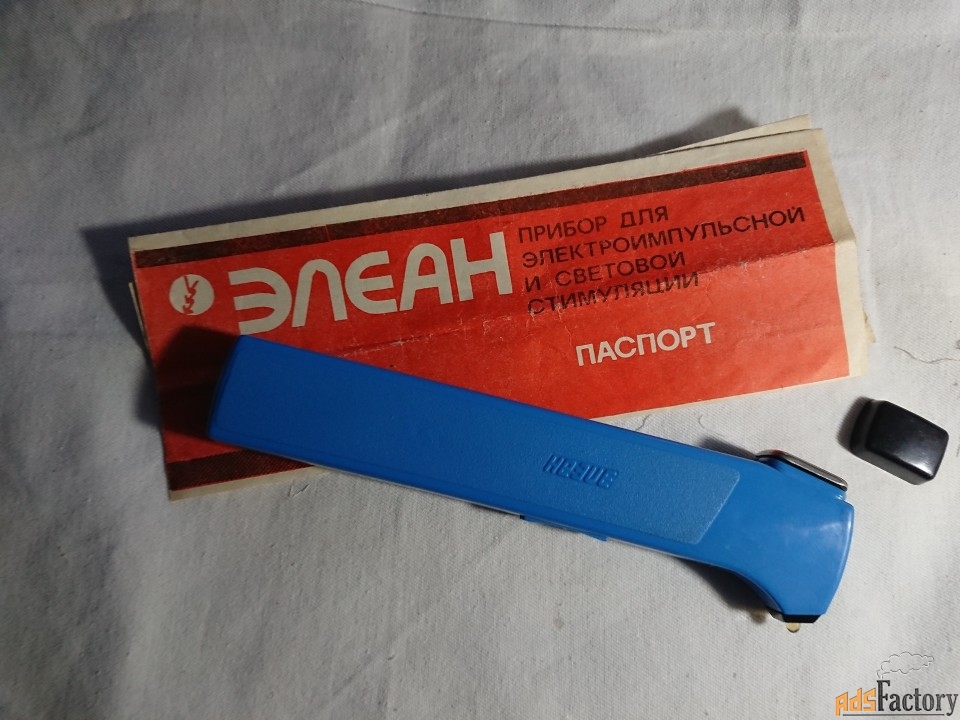 ЭЛЕАН
ПРИБОР ДЛЯ
ЭЛЕКТРОИМПУЛЬСНОЙ
И СВЕТОВОЙ
СТИМУЛЯЦИИ
ПАСПОРТ
ЭЛЕАН
AdsFactory